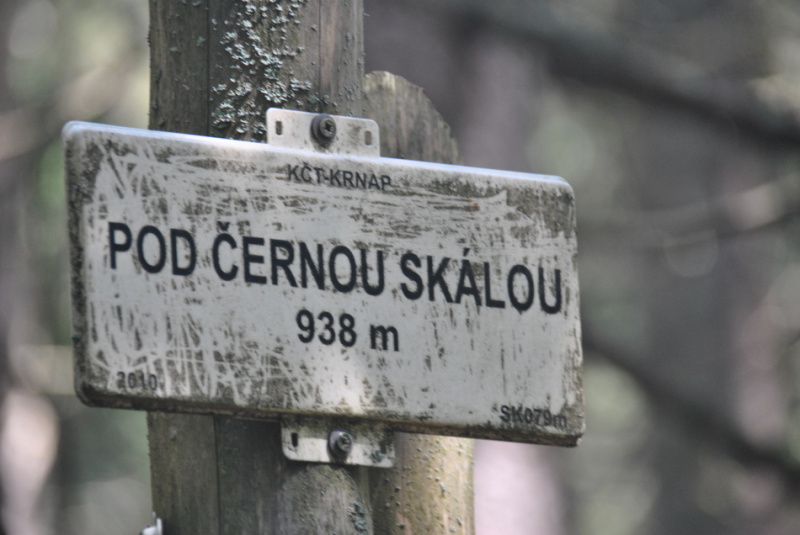 KČT-KRNAP
POD ČERNOU SKÁLOU
938 m
2010
SK079m